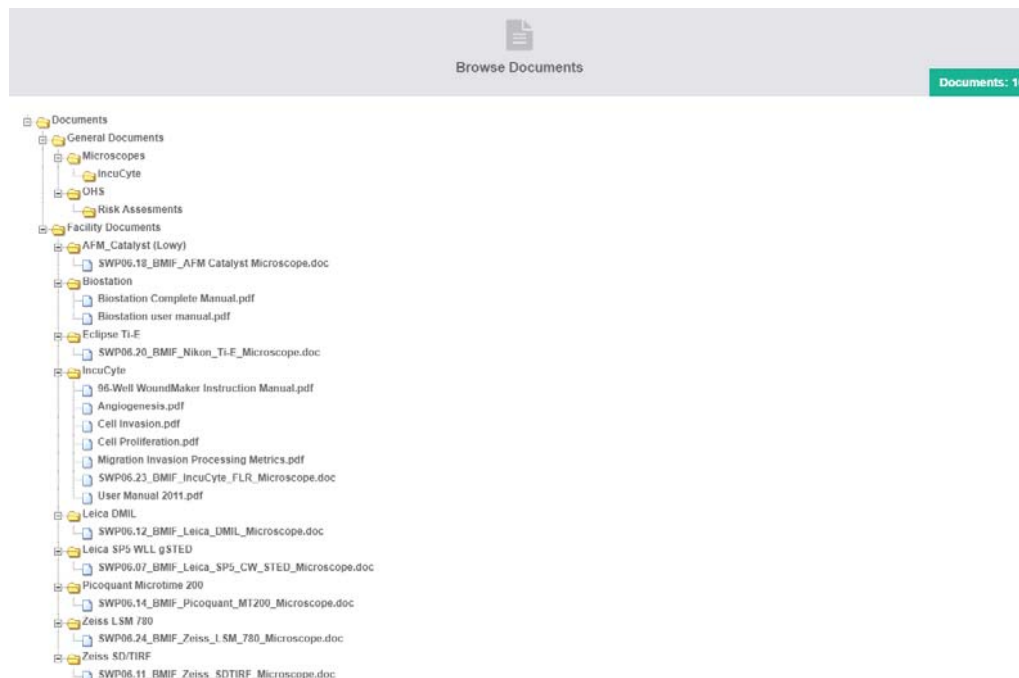 Browse Documents
Documents: 1
Documents
General Documents
Microscopes
IncuCyte
OHS
Risk Assesments
Facility Documents
AFM_Catalyst (Lowy)
SWP06.18_BMIF_AFM Catalyst Microscope.doc
Biostation
Biostation Complete Manual.pdf
Biostation user manual.pdf
Eclipse Ti-E
SWP06.20_BMIF_Nikon_Ti-E_Microscope.doc
IncuCyte
96-Well WoundMaker Instruction Manual.pdf
Angiogenesis.pdf
Cell Invasion.pdf
Cell Proliferation.pdf
Migration Invasion Processing Metrics.pdf
SWP06.23_BMIF_IncuCyte_FLR_Microscope.doc
User Manual 2011.pdf
Leica DMIL
SWP06.12_BMIF_Leica_DMIL_Microscope.doc
Leica SP5 WLL gSTED
SWP06.07_BMIF_Leica_SP5_CW_STED_Microscope.doc
Picoquant Microtime 200
SWP06.14_BMIF_Picoquant_MT200_Microscope.doc
Zeiss LSM 780
SWP06.24_BMIF_Zeiss_LSM_780_Microscope.doc
Zeiss SD/TIRF
SWP06.11_BMIF_Zeiss_SDTIRF_Microscope.doc